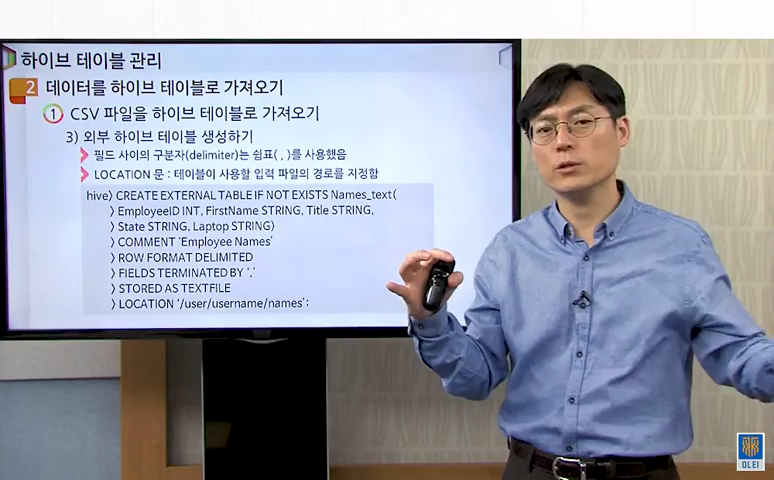 하이브 테이블 관리
2 데이터를 하이브 테이블로 가져오기
1 CSV 파일을 하이브 테이블로 가져오기
3) 외부 하이브 테이블 생성하기
필드 사이의 구분자(delimiter)는 쉼표( , )를 사용했음
LOCATION 문 : 테이블이 사용할 입력 파일의 경로를 지정함
hive> CREATE EXTERNAL TABLE IF NOT EXISTS Names_text(
> EmployeeID INT, FirstName STRING, Title STRING,
> State STRING, Laptop STRING)
> COMMENT 'Employee Names'
> ROW FORMAT DELIMITED
> FIELDS TERMINATED BY ','
> STORED AS TEXTFILE
> LOCATION '/user/username/names';
OLEI